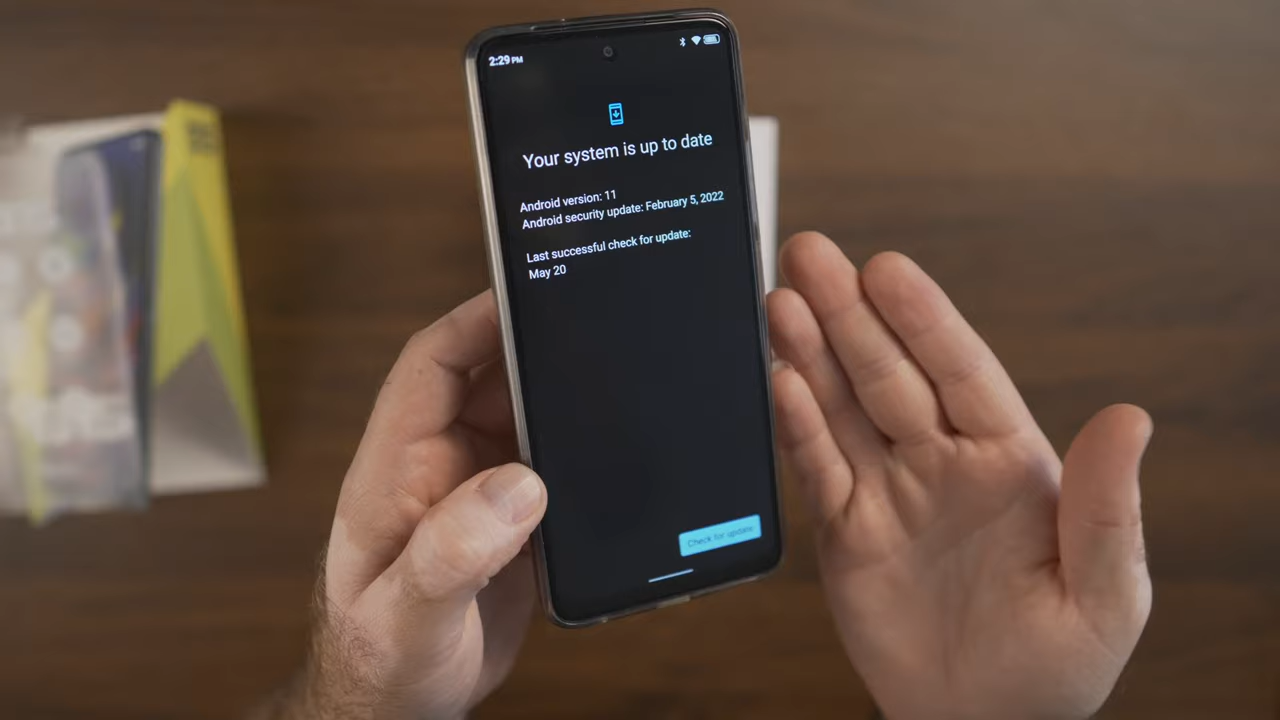 2:29 PM
Your system is up to date
Android version: 11
Android security update: February 5, 2022
Last successful check for update:
May 20
Check for update